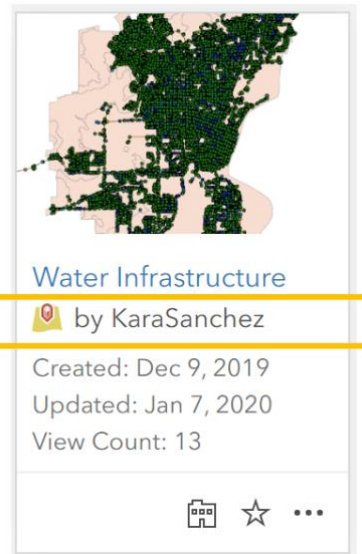 Water Infrastructure
by KaraSanchez
Created: Dec 9, 2019
Updated: Jan 7, 2020
View Count: 13